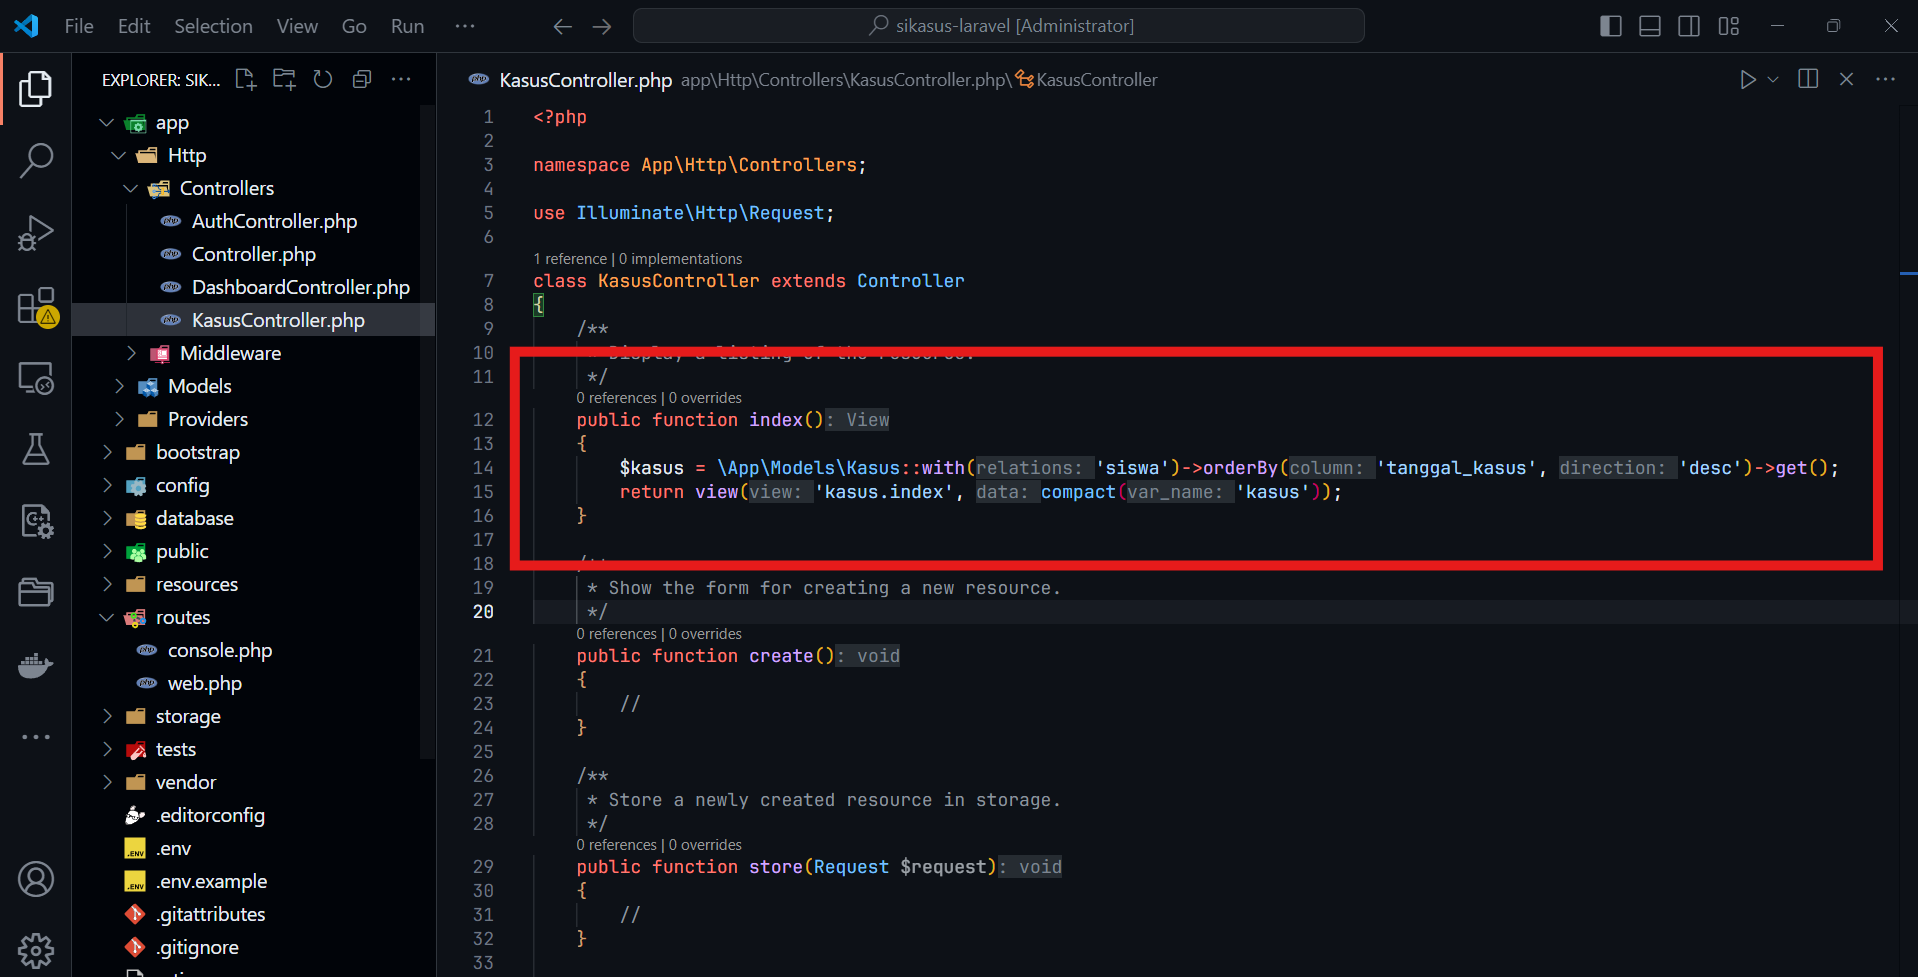 File Edit Selection View Go Run ···
sikasus-laravel [Administrator]
EXPLORER: SIK...
app
Http
Controllers
AuthController.php
Controller.php
DashboardController.php
KasusController.php
Middleware
Models
Providers
bootstrap
config
database
public
resources
routes
console.php
web.php
storage
tests
vendor
.editorconfig
.env
.env.example
.gitattributes
.gitignore
KasusController.php app\Http\Controllers\KasusController.php\KasusController
1 <?php
2
3 namespace App\Http\Controllers;
4
5 use Illuminate\Http\Request;
6
1 reference | 0 implementations
7 class KasusController extends Controller
8 {
9 /**
10 * Display a listing of the resource.
11 */
0 references | 0 overrides
12 public function index(): View
13 {
14 $kasus = \App\Models\Kasus::with(relations: 'siswa')->orderBy(column: 'tanggal_kasus', direction: 'desc')->get();
15 return view(view: 'kasus.index', data: compact(var_name: 'kasus'));
16 }
17
18 /**
19 * Show the form for creating a new resource.
20 */
0 references | 0 overrides
21 public function create(): void
22 {
23 //
24 }
25
26 /**
27 * Store a newly created resource in storage.
28 */
0 references | 0 overrides
29 public function store(Request $request): void
30 {
31 //
32 }
33